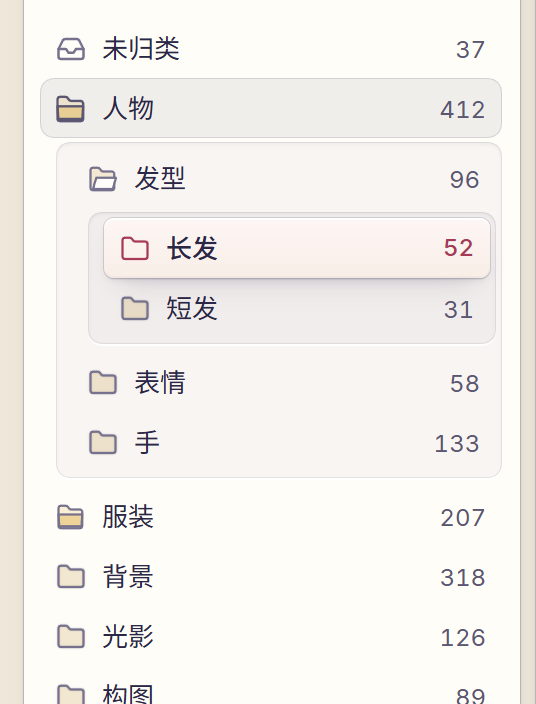 未归类 37
人物 412
发型 96
长发 52
短发 31
表情 58
手 133
服装 207
背景 318
光影 126
构图 89